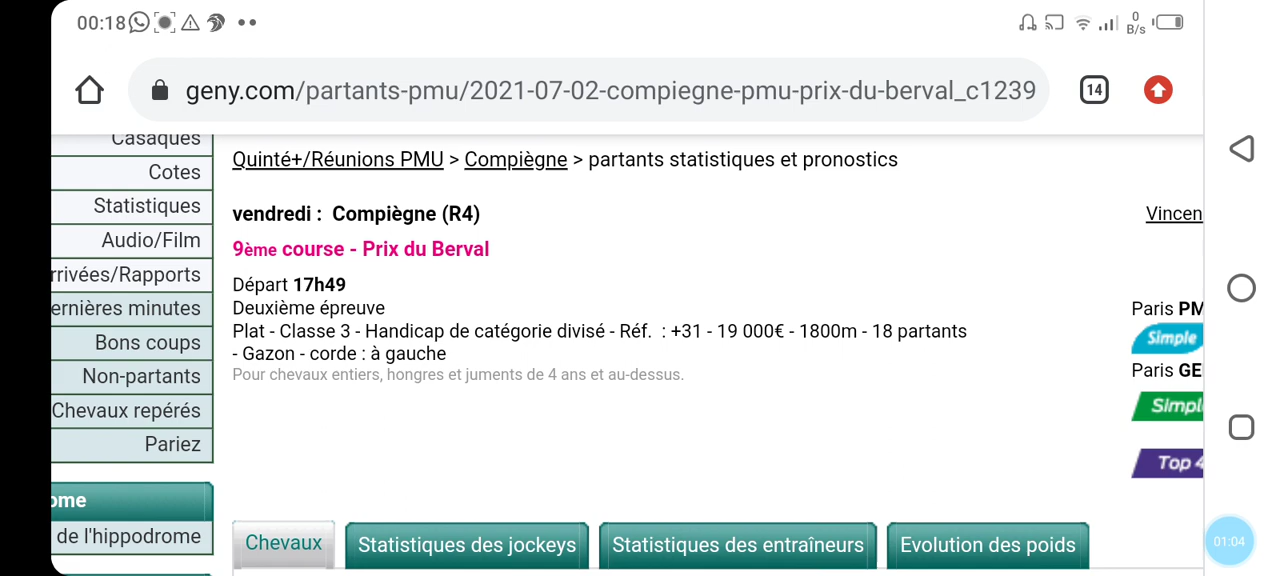 00:18
0 B/s
geny.com/partants-pmu/2021-07-02-compiegne-pmu-prix-du-berval_c1239
14
Casaques
Cotes
Statistiques
Audio/Film
rrivées/Rapports
ernières minutes
Bons coups
Non-partants
Chevaux repérés
Pariez
ome
de l'hippodrome
Quinté+/Réunions PMU > Compiègne > partants statistiques et pronostics
vendredi : Compiègne (R4)
Vincen
9ème course - Prix du Berval
Départ 17h49
Deuxième épreuve
Plat - Classe 3 - Handicap de catégorie divisé - Réf. : +31 - 19 000€ - 1800m - 18 partants
- Gazon - corde : à gauche
Pour chevaux entiers, hongres et juments de 4 ans et au-dessus.
Paris PM
Simple
Paris GE
Simpl
Top 4
Chevaux
Statistiques des jockeys
Statistiques des entraîneurs
Evolution des poids
01:04